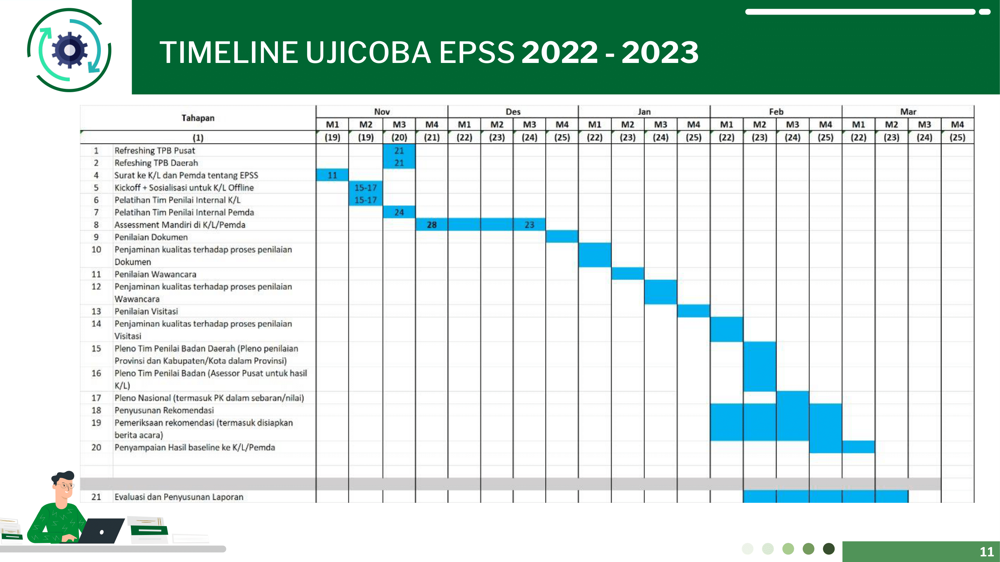 TIMELINE UJICOBA EPSS 2022 - 2023
Tahapan Nov Des Jan Feb Mar
M1 M2 M3 M4 M1 M2 M3 M4 M1 M2 M3 M4 M1 M2 M3 M4 M1 M2 M3 M4
(1) (19) (19) (20) (21) (22) (23) (24) (25) (22) (23) (24) (25) (22) (23) (24) (25) (22) (23) (24) (25)
1 Refreshing TPB Pusat 21
2 Refeshing TPB Daerah 21
4 Surat ke K/L dan Pemda tentang EPSS 11
5 Kickoff + Sosialisasi untuk K/L Offline 15-17
6 Pelatihan Tim Penilai Internal K/L 15-17
7 Pelatihan Tim Penilai Internal Pemda 24
8 Assessment Mandiri di K/L/Pemda 28 23
9 Penilaian Dokumen
10 Penjaminan kualitas terhadap proses penilaian
Dokumen
11 Penilaian Wawancara
12 Penjaminan kualitas terhadap proses penilaian
Wawancara
13 Penilaian Visitasi
14 Penjaminan kualitas terhadap proses penilaian
Visitasi
15 Pleno Tim Penilai Badan Daerah (Pleno penilaian
Provinsi dan Kabupaten/Kota dalam Provinsi)
16 Pleno Tim Penilai Badan (Asessor Pusat untuk hasil
K/L)
17 Pleno Nasional (termasuk PK dalam sebaran/nilai)
18 Penyusunan Rekomendasi
19 Pemeriksaan rekomendasi (termasuk disiapkan
berita acara)
20 Penyampaian Hasil baseline ke K/L/Pemda
21 Evaluasi dan Penyusunan Laporan
11